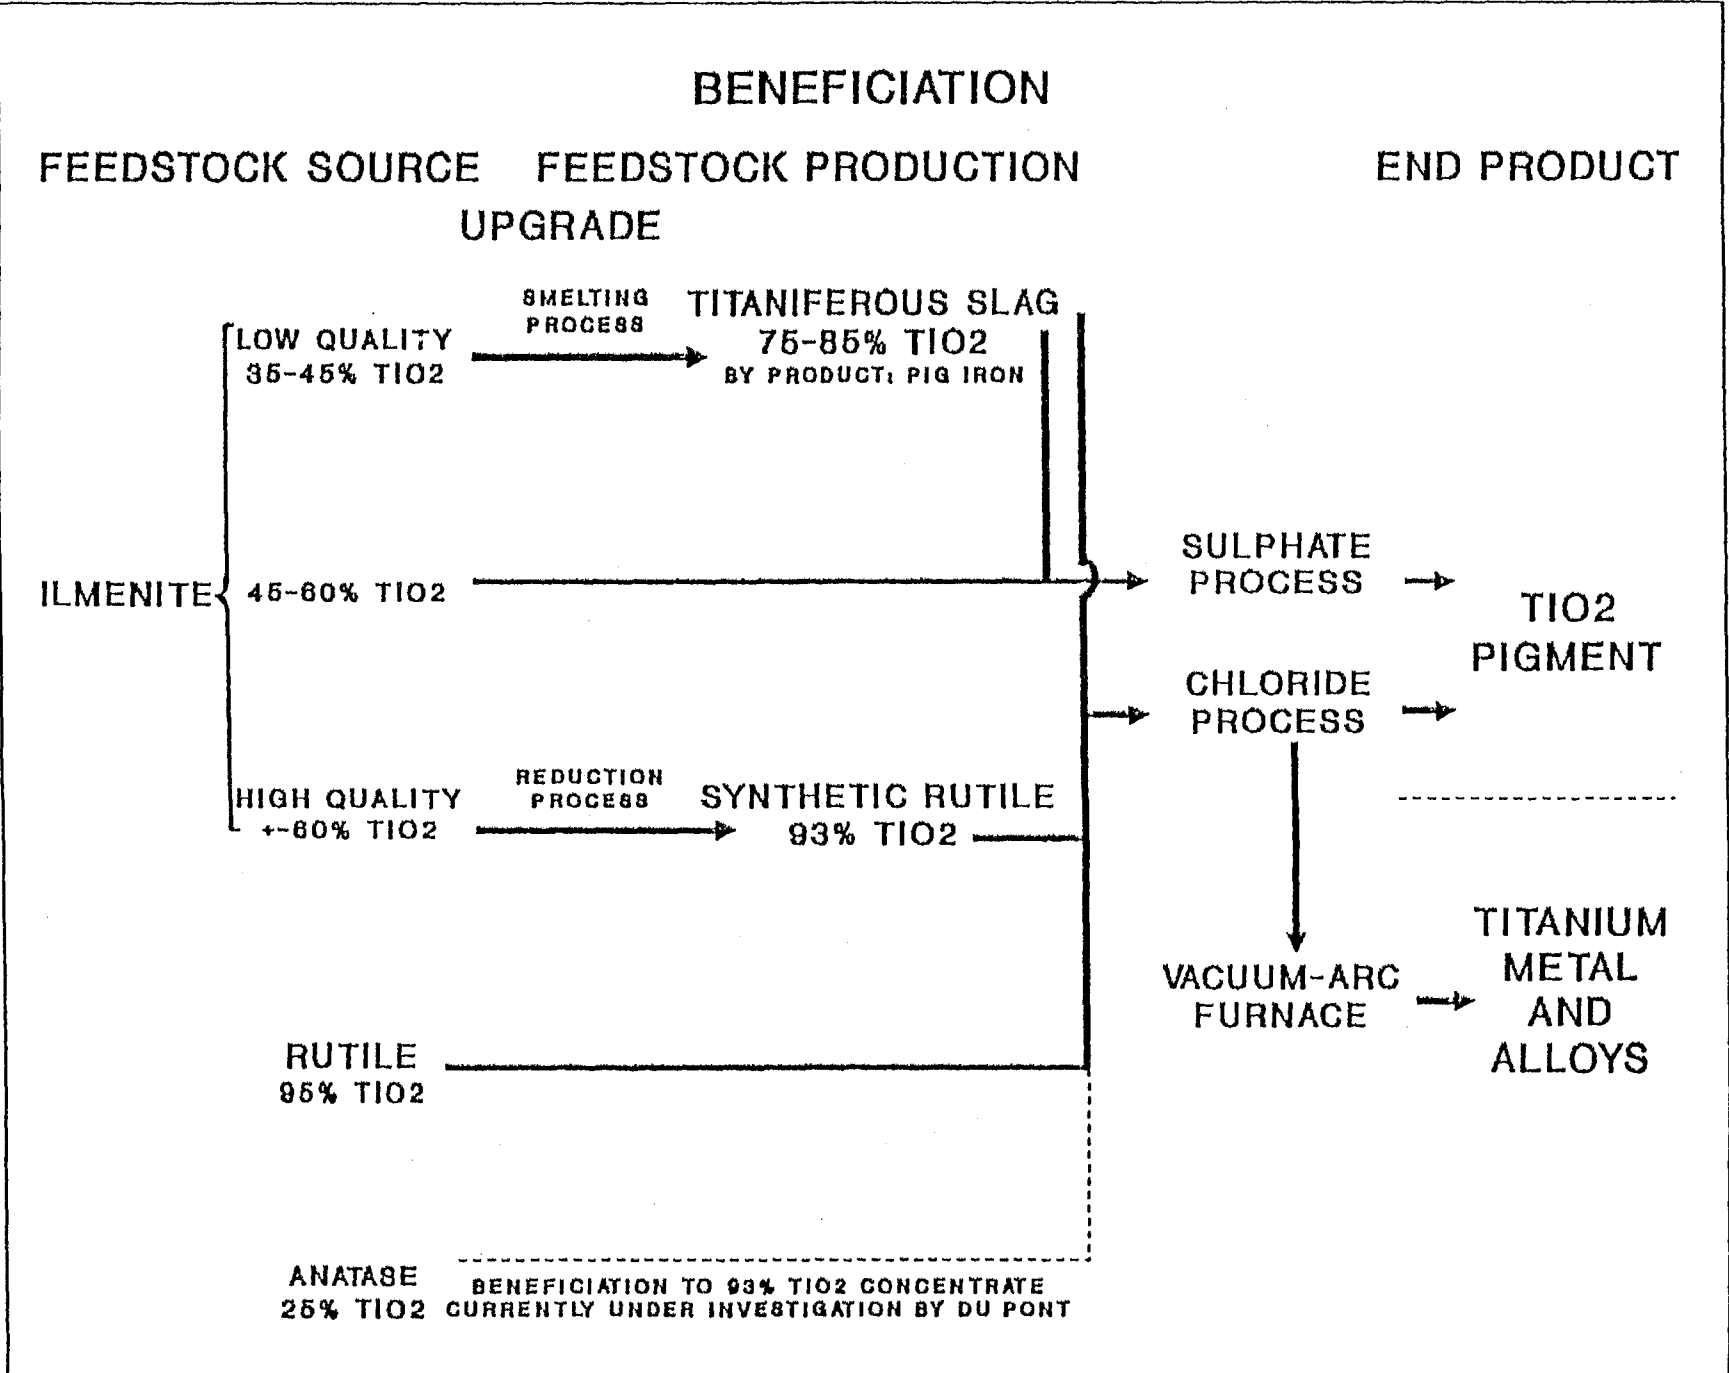 BENEFICIATION
FEEDSTOCK SOURCE FEEDSTOCK PRODUCTION END PRODUCT
UPGRADE
SMELTING
PROCESS
TITANIFEROUS SLAG
75-85% TIO2
BY PRODUCT: PIG IRON
LOW QUALITY
35-45% TIO2
ILMENITE
45-60% TIO2
SULPHATE
PROCESS
TIO2
PIGMENT
CHLORIDE
PROCESS
HIGH QUALITY
+-60% TIO2
REDUCTION
PROCESS
SYNTHETIC RUTILE
93% TIO2
VACUUM-ARC
FURNACE
TITANIUM
METAL
AND
ALLOYS
RUTILE
95% TIO2
ANATASE
25% TIO2
BENEFICIATION TO 93% TIO2 CONCENTRATE
CURRENTLY UNDER INVESTIGATION BY DU PONT